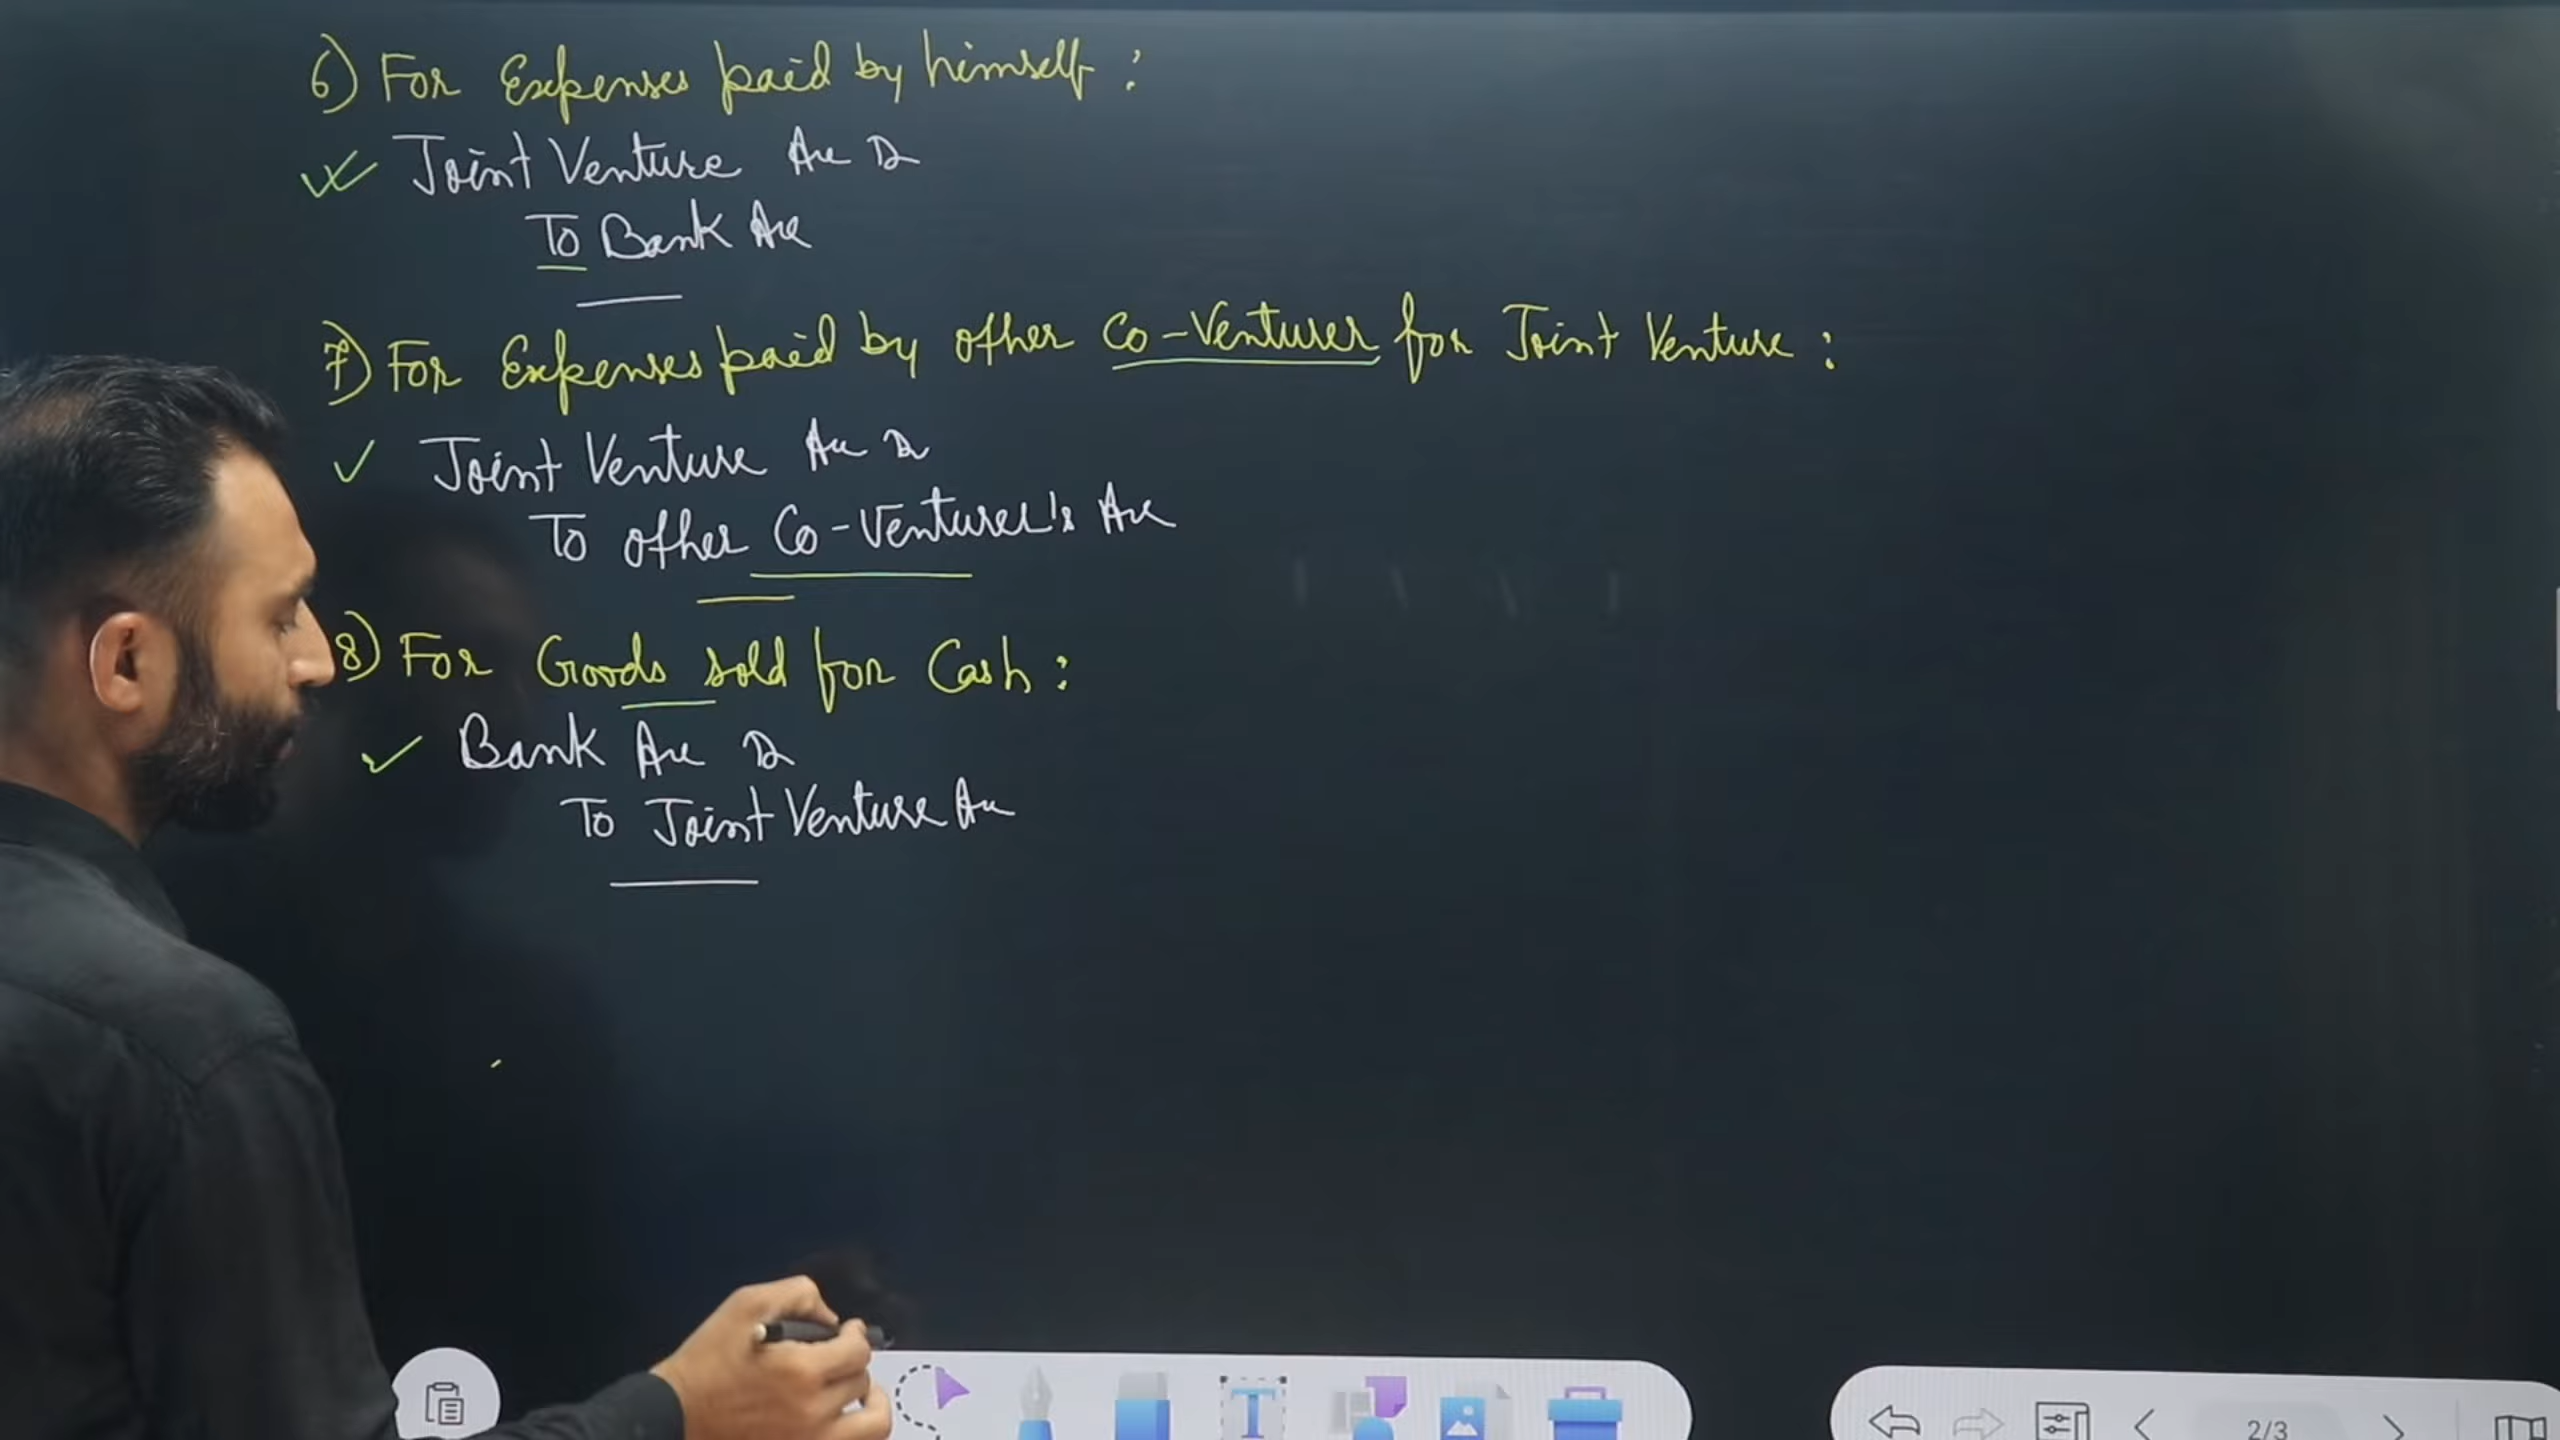 6) For Expenses paid by himself :
Joint Venture A/c Dr
To Bank A/c
7) For Expenses paid by other Co-Venturer for Joint Venture :
Joint Venture A/c Dr
To other Co-Venturer's A/c
8) For Goods sold for Cash :
Bank A/c Dr
To Joint Venture A/c
T
2/3